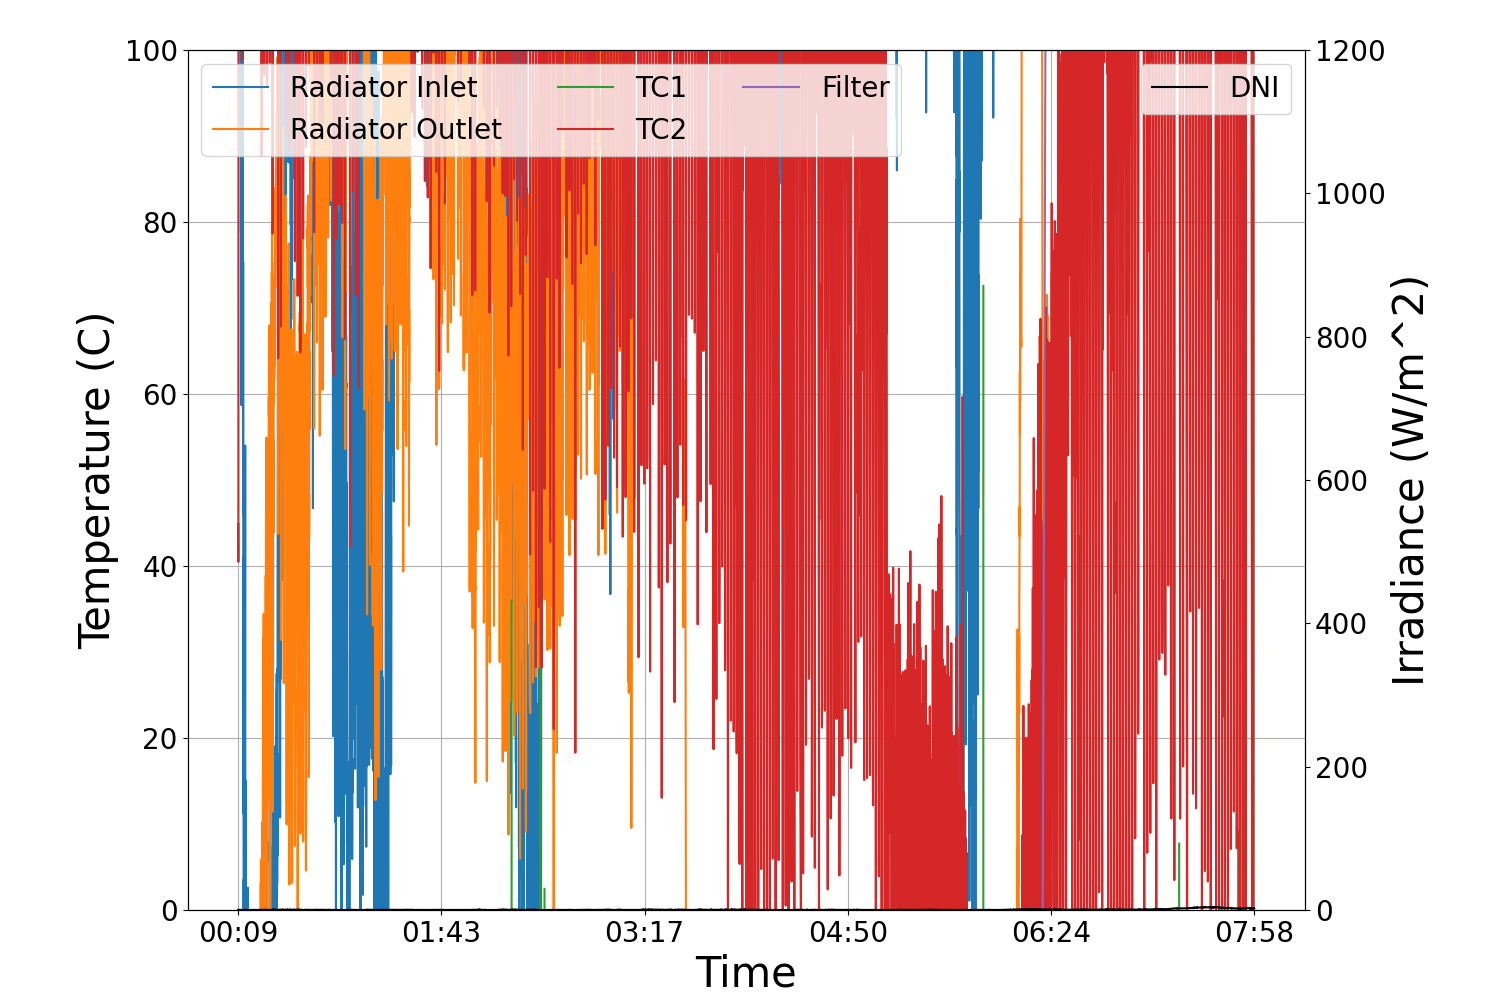 100
80
60
40
20
0
Temperature (C)
Radiator Inlet
Radiator Outlet
TC1
TC2
Filter
DNI
1200
1000
800
600
400
200
0
Irradiance (W/m^2)
00:09
01:43
03:17
04:50
06:24
07:58
Time